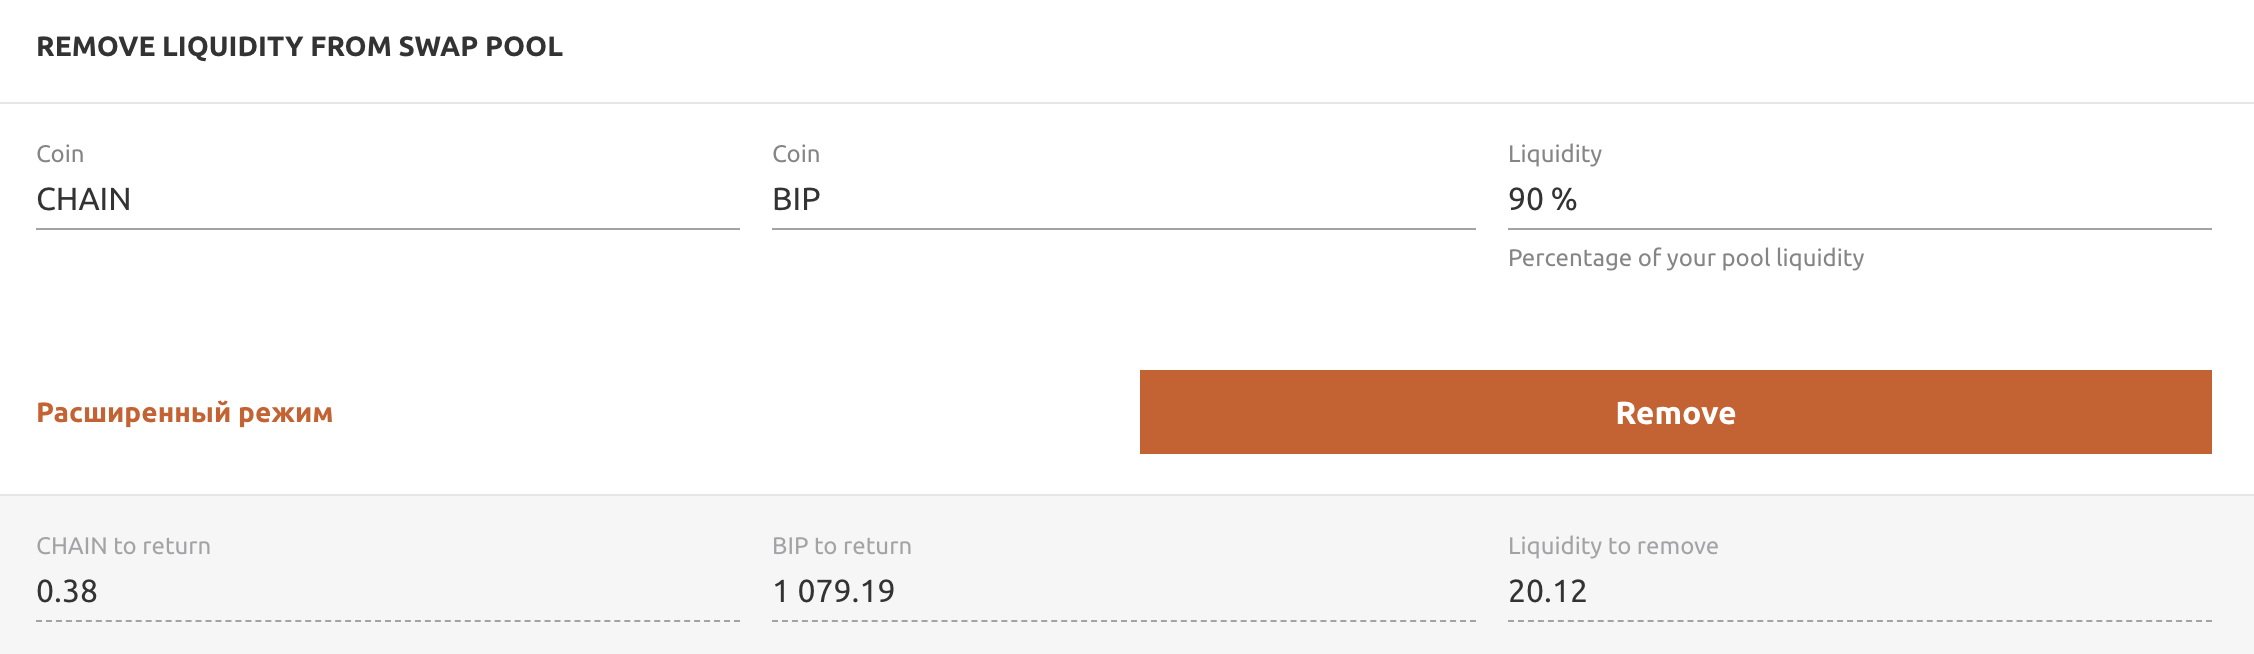 REMOVE LIQUIDITY FROM SWAP POOL
Coin
CHAIN
Coin
BIP
Liquidity
90 %
Percentage of your pool liquidity
Расширенный режим
Remove
CHAIN to return
0.38
BIP to return
1 079.19
Liquidity to remove
20.12